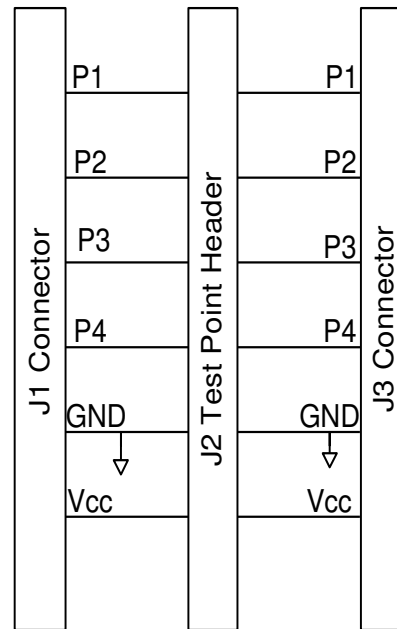 P1
P1
P2
P2
P3
P3
P4
P4
GND
GND
Vcc
Vcc
J1 Connector
J2 Test Point Header
J3 Connector